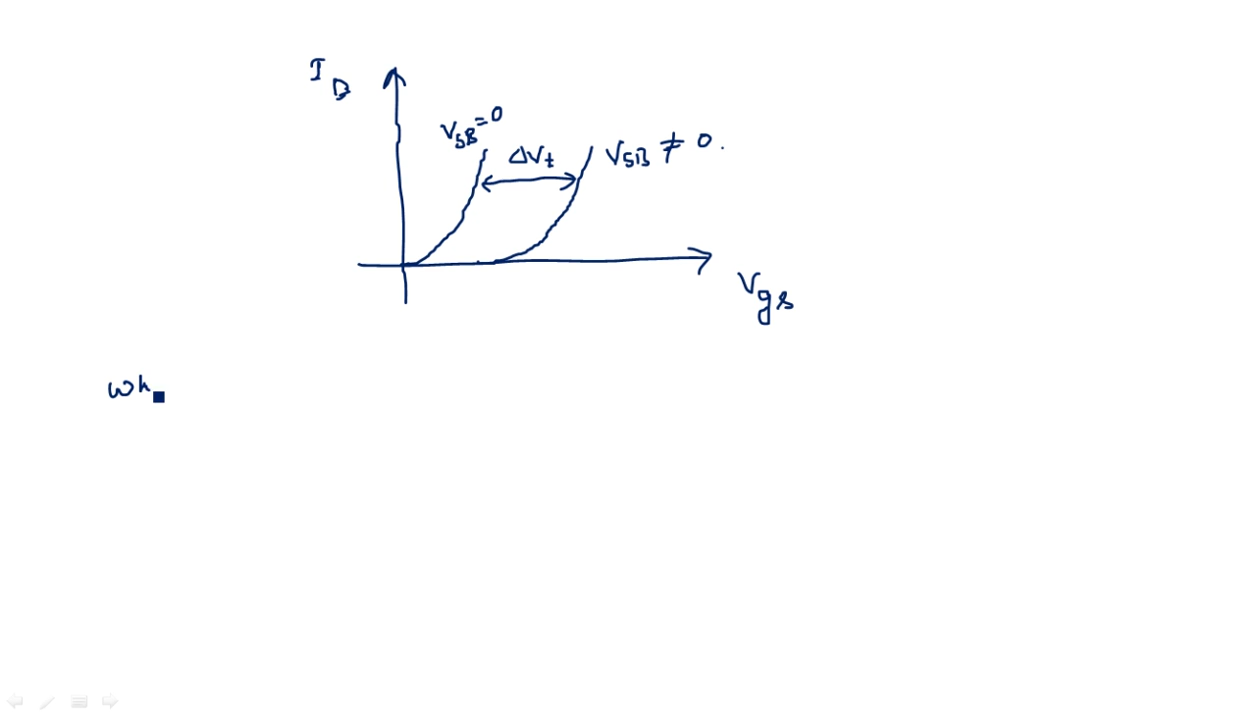 I_D
V_SB = 0
ΔV_t
V_SB ≠ 0.
V_gs
wh